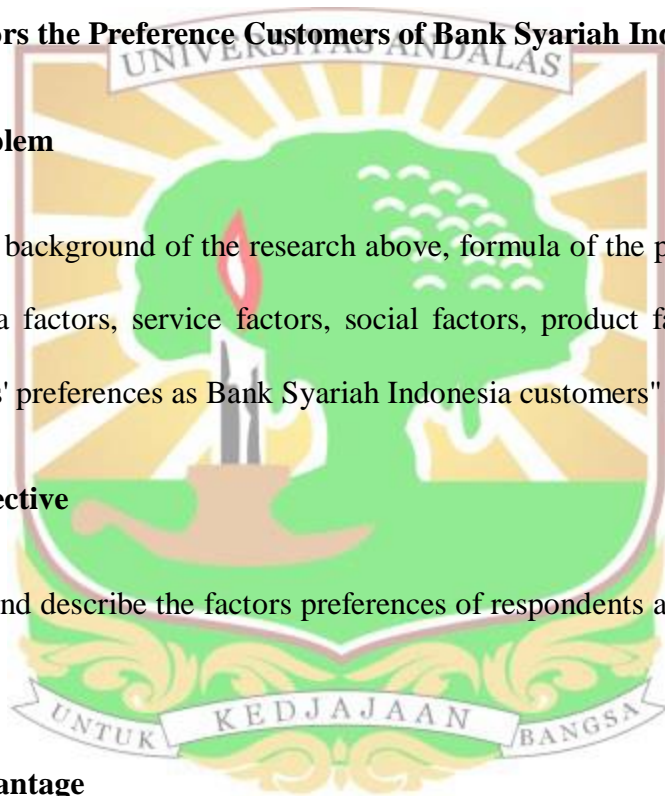 ors the Preference Customers of Bank Syariah Ind
UNIVERSITAS ANDALAS
olem
background of the research above, formula of the p
a factors, service factors, social factors, product fa
s' preferences as Bank Syariah Indonesia customers"
ective
nd describe the factors preferences of respondents a
UNTUK KEDJAJAAN BANGSA
antage